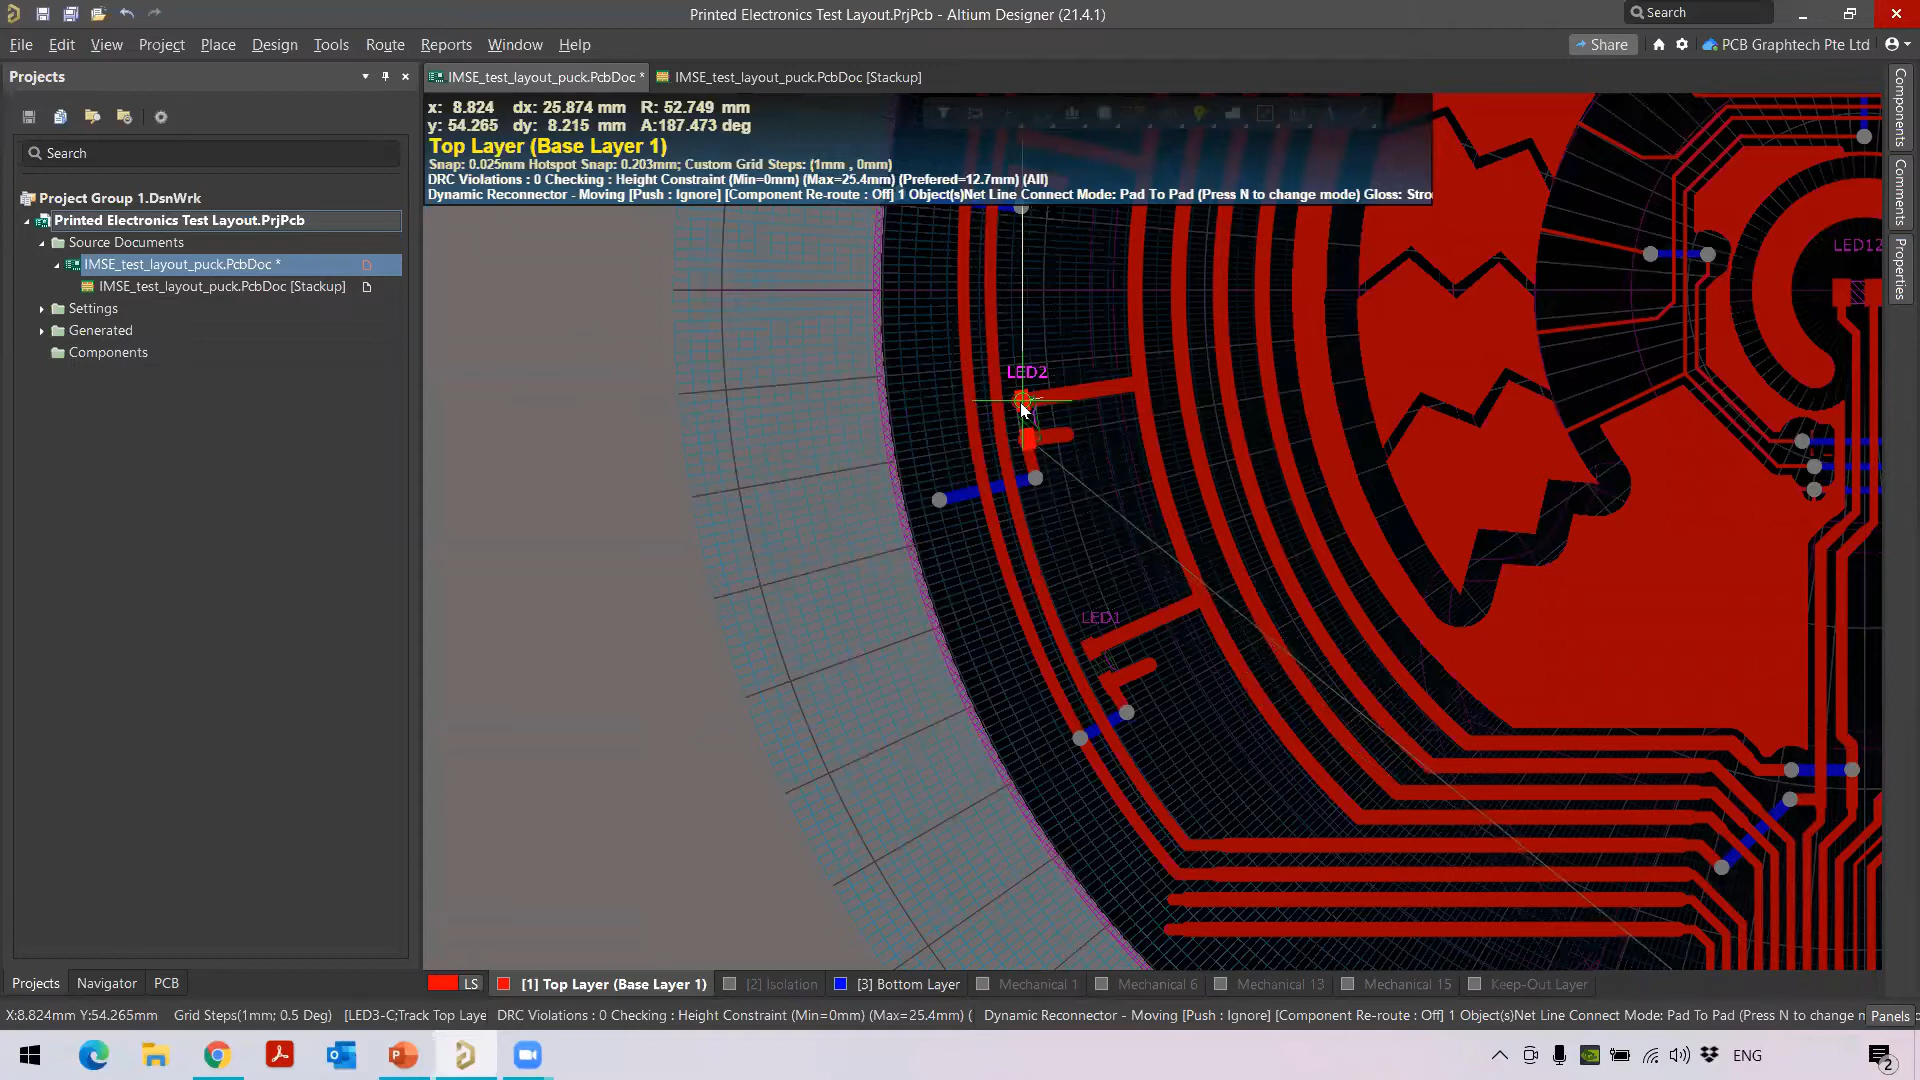 Printed Electronics Test Layout.PrjPcb - Altium Designer (21.4.1)
Search
File Edit View Project Place Design Tools Route Reports Window Help
Share
PCB Graphtech Pte Ltd
Projects
IMSE_test_layout_puck.PcbDoc *
IMSE_test_layout_puck.PcbDoc [Stackup]
Search
Project Group 1.DsnWrk
Printed Electronics Test Layout.PrjPcb
Source Documents
IMSE_test_layout_puck.PcbDoc *
IMSE_test_layout_puck.PcbDoc [Stackup]
Settings
Generated
Components
x: 8.824 dx: 25.874 mm R: 52.749 mm
y: 54.265 dy: 8.215 mm A:187.473 deg
Top Layer (Base Layer 1)
Snap: 0.025mm Hotspot Snap: 0.203mm; Custom Grid Steps: (1mm , 0mm)
DRC Violations : 0 Checking : Height Constraint (Min=0mm) (Max=25.4mm) (Prefered=12.7mm) (All)
Dynamic Reconnector - Moving [Push : Ignore] [Component Re-route : Off] 1 Object(s)Net Line Connect Mode: Pad To Pad (Press N to change mode) Gloss: Stro
LED12
LED2
LED1
Components
Comments
Properties
Projects Navigator PCB
LS [1] Top Layer (Base Layer 1) [2] Isolation [3] Bottom Layer Mechanical 1 Mechanical 6 Mechanical 13 Mechanical 15 Keep-Out Layer
X:8.824mm Y:54.265mm Grid Steps(1mm; 0.5 Deg) [LED3-C;Track Top Laye DRC Violations : 0 Checking : Height Constraint (Min=0mm) (Max=25.4mm) ( Dynamic Reconnector - Moving [Push : Ignore] [Component Re-route : Off] 1 Object(s)Net Line Connect Mode: Pad To Pad (Press N to change m Panels
ENG
2